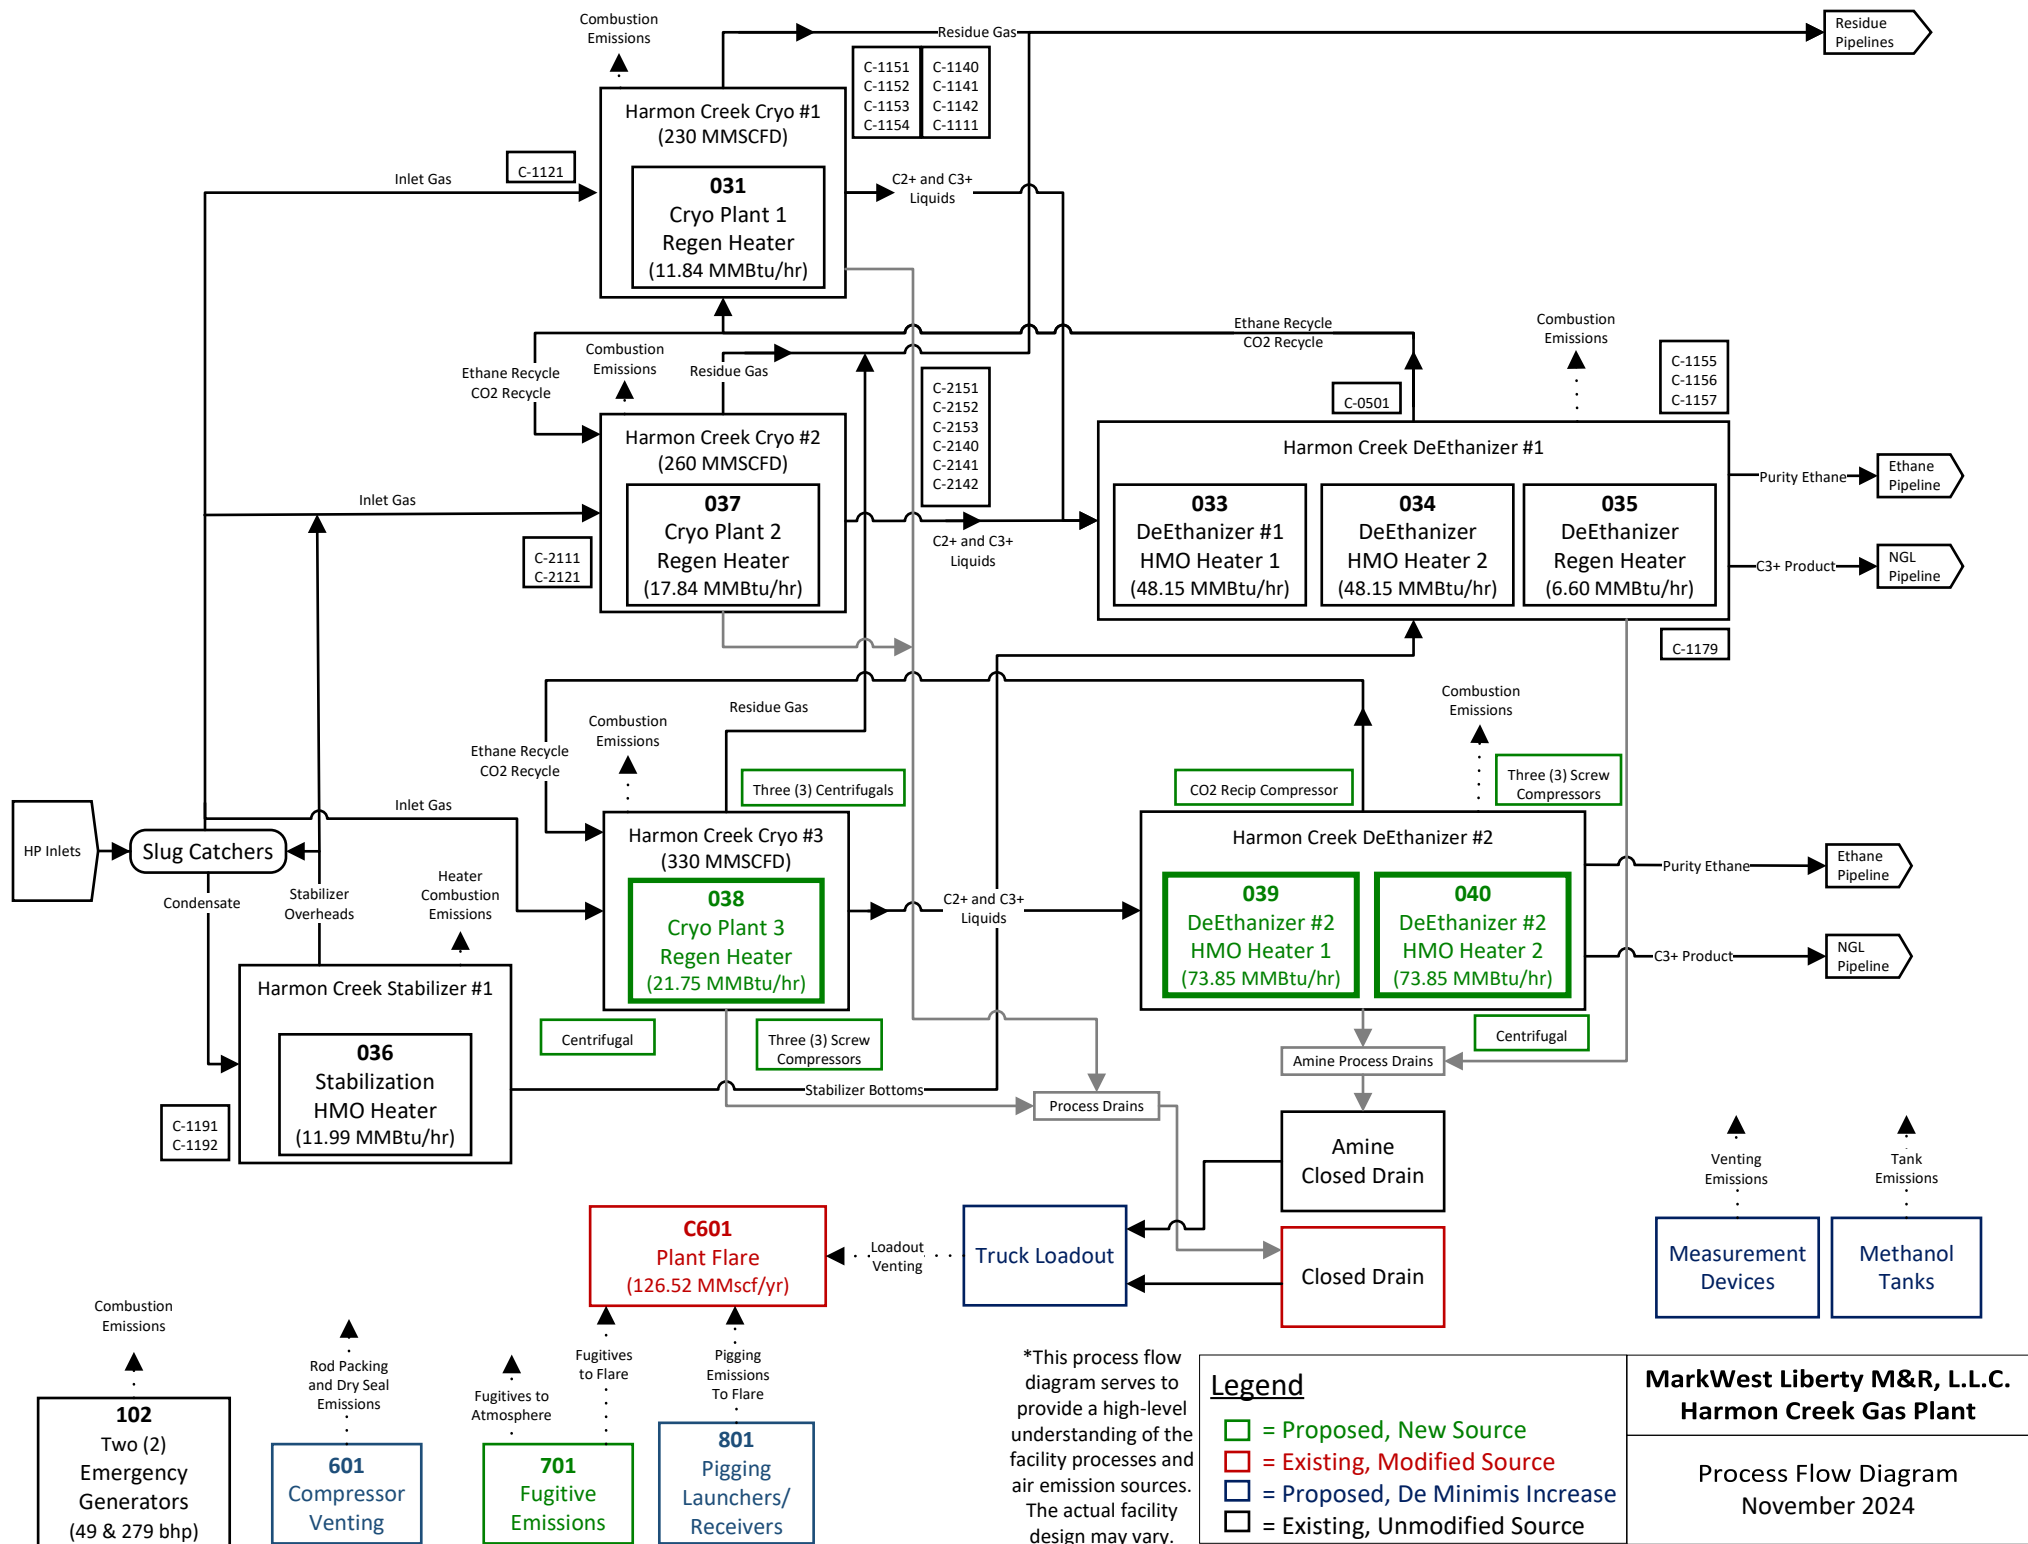 Combustion
Emissions
Residue Gas
Residue
Pipelines
C-1151
C-1152
C-1153
C-1154
C-1140
C-1141
C-1142
C-1111
Harmon Creek Cryo #1
(230 MMSCFD)
C-1121
Inlet Gas
031
Cryo Plant 1
Regen Heater
(11.84 MMBtu/hr)
C2+ and C3+
Liquids
Ethane Recycle
CO2 Recycle
Combustion
Emissions
Combustion
Emissions
Ethane Recycle
CO2 Recycle
Residue Gas
C-2151
C-2152
C-2153
C-2140
C-2141
C-2142
C-0501
C-1155
C-1156
C-1157
Harmon Creek Cryo #2
(260 MMSCFD)
Inlet Gas
037
Cryo Plant 2
Regen Heater
(17.84 MMBtu/hr)
C-2111
C-2121
C2+ and C3+
Liquids
Harmon Creek DeEthanizer #1
033
DeEthanizer #1
HMO Heater 1
(48.15 MMBtu/hr)
034
DeEthanizer
HMO Heater 2
(48.15 MMBtu/hr)
035
DeEthanizer
Regen Heater
(6.60 MMBtu/hr)
Purity Ethane
Ethane
Pipeline
C3+ Product
NGL
Pipeline
C-1179
Residue Gas
Combustion
Emissions
Ethane Recycle
CO2 Recycle
Combustion
Emissions
Three (3) Centrifugals
CO2 Recip Compressor
Three (3) Screw
Compressors
Inlet Gas
HP Inlets
Slug Catchers
Condensate
Stabilizer
Overheads
Heater
Combustion
Emissions
Harmon Creek Cryo #3
(330 MMSCFD)
038
Cryo Plant 3
Regen Heater
(21.75 MMBtu/hr)
C2+ and C3+
Liquids
Harmon Creek DeEthanizer #2
039
DeEthanizer #2
HMO Heater 1
(73.85 MMBtu/hr)
040
DeEthanizer #2
HMO Heater 2
(73.85 MMBtu/hr)
Purity Ethane
Ethane
Pipeline
C3+ Product
NGL
Pipeline
Harmon Creek Stabilizer #1
036
Stabilization
HMO Heater
(11.99 MMBtu/hr)
C-1191
C-1192
Centrifugal
Three (3) Screw
Compressors
Stabilizer Bottoms
Process Drains
Amine Process Drains
Centrifugal
Amine
Closed Drain
Closed Drain
Truck Loadout
Loadout
Venting
C601
Plant Flare
(126.52 MMscf/yr)
Venting
Emissions
Measurement
Devices
Tank
Emissions
Methanol
Tanks
Combustion
Emissions
102
Two (2)
Emergency
Generators
(49 & 279 bhp)
Rod Packing
and Dry Seal
Emissions
601
Compressor
Venting
Fugitives to
Atmosphere
Fugitives
to Flare
701
Fugitive
Emissions
Pigging
Emissions
To Flare
801
Pigging
Launchers/
Receivers
*This process flow
diagram serves to
provide a high-level
understanding of the
facility processes and
air emission sources.
The actual facility
design may vary.
Legend
= Proposed, New Source
= Existing, Modified Source
= Proposed, De Minimis Increase
= Existing, Unmodified Source
MarkWest Liberty M&R, L.L.C.
Harmon Creek Gas Plant
Process Flow Diagram
November 2024